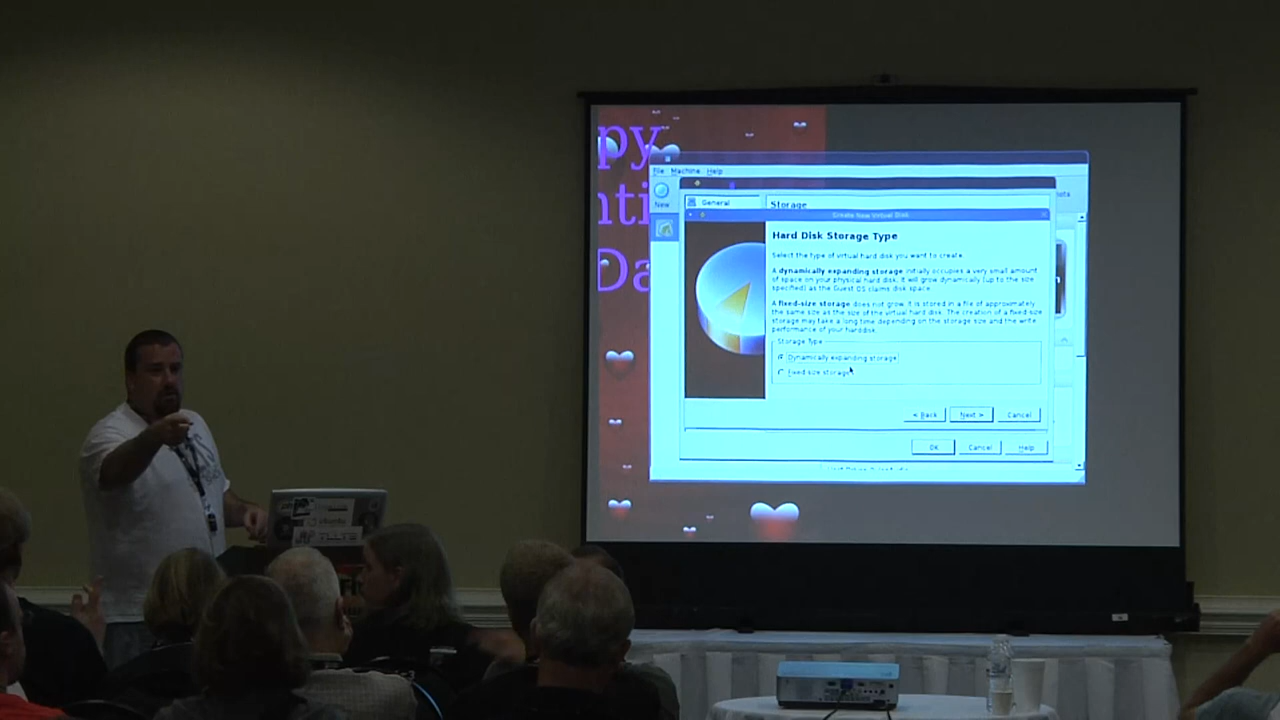 py
nti
Da
File Machine Help
New
General
Storage
Create New Virtual Disk
Hard Disk Storage Type
Select the type of virtual hard disk you want to create.
A dynamically expanding storage initially occupies a very small amount
of space on your physical hard disk. It will grow dynamically (up to the size
specified) as the Guest OS claims disk space.
A fixed-size storage does not grow. It is stored in a file of approximately
the same size as the size of the virtual hard disk. The creation of a fixed-size
storage may take a long time depending on the storage size and the write
performance of your harddisk.
Storage Type
Dynamically expanding storage
Fixed-size storage
< Back Next > Cancel
OK Cancel Help
ubuntu